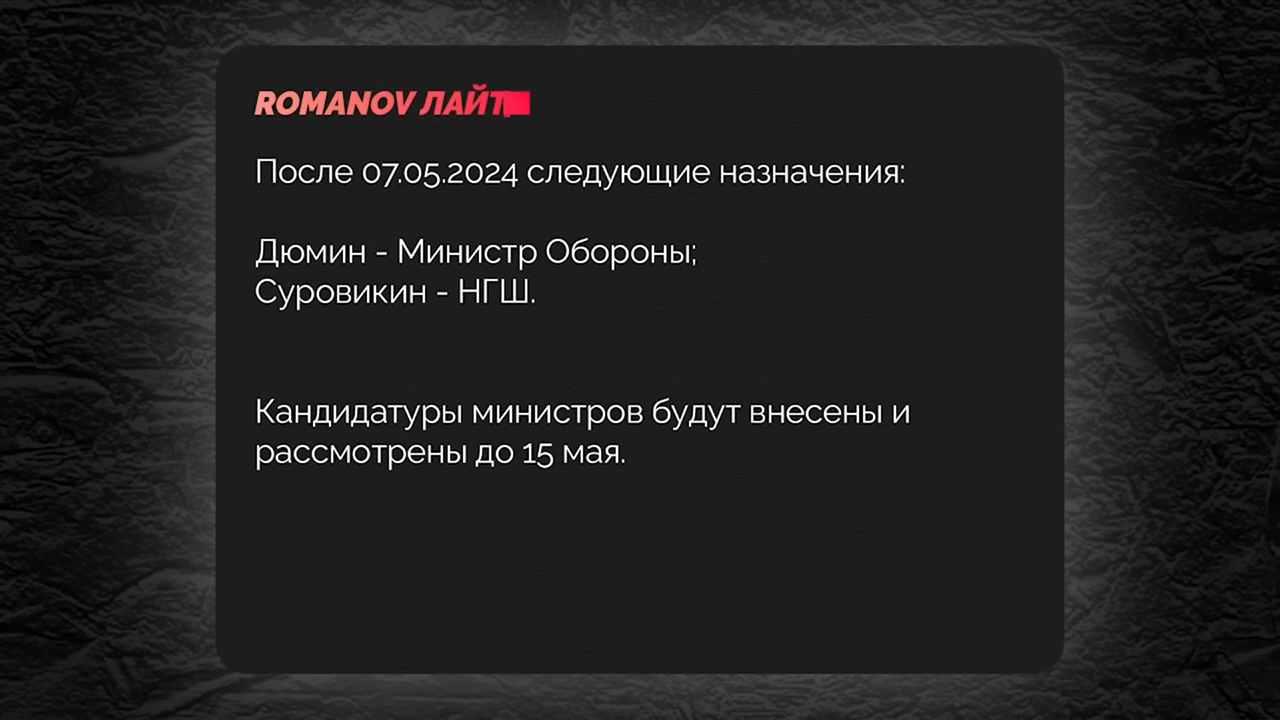 ROMANOV ЛАЙТ
После 07.05.2024 следующие назначения:
Дюмин - Министр Обороны;
Суровикин - НГШ.
Кандидатуры министров будут внесены и
рассмотрены до 15 мая.